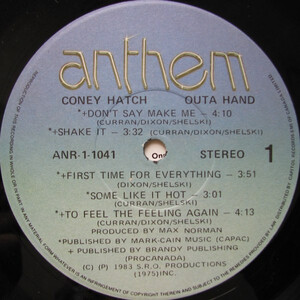 anthem
CONEY HATCH OUTA HAND
*+DON'T SAY MAKE ME – 4:10
(CURRAN/DIXON/SHELSKI)
*+SHAKE IT – 3:32 (CURRAN/DIXON/SHELSKI)
ANR-1-1041 STEREO 1
*+FIRST TIME FOR EVERYTHING – 3:51
(DIXON/SHELSKI)
*SOME LIKE IT HOT – 3:01
(CURRAN/DIXON/SHELSKI)
*+TO FEEL THE FEELING AGAIN – 4:13
PRODUCED BY MAX NORMAN
*PUBLISHED BY MARK-CAIN MUSIC (CAPAC)
+PUBLISHED BY BRANDY PUBLISHING
(PROCANADA)
(C) (P) 1983 S.R.O. PRODUCTIONS
(1975)INC.